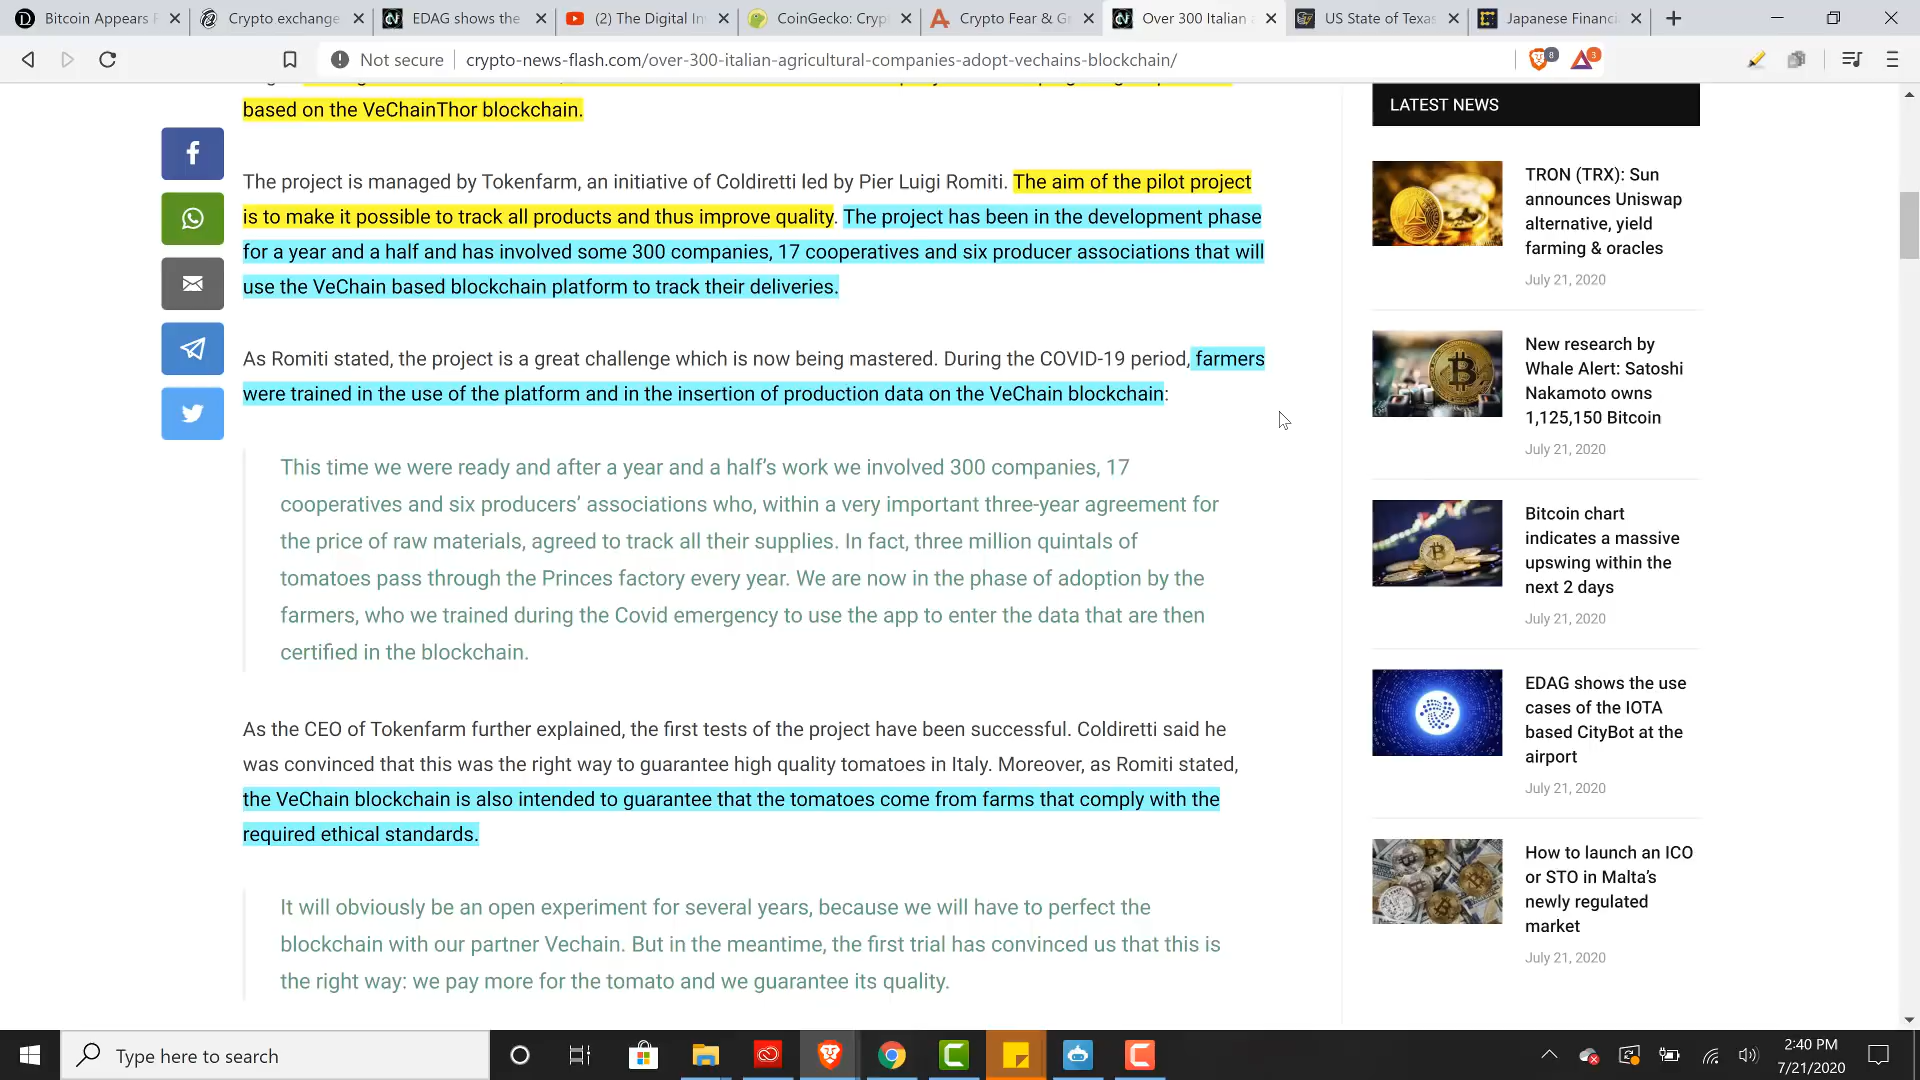 Bitcoin Appears
Crypto exchange
EDAG shows the
(2) The Digital In
CoinGecko: Cryp
Crypto Fear & G
Over 300 Italian
US State of Texas
Japanese Financi
Not secure
crypto-news-flash.com/over-300-italian-agricultural-companies-adopt-vechains-blockchain/
8
3
based on the VeChainThor blockchain.
The project is managed by Tokenfarm, an initiative of Coldiretti led by Pier Luigi Romiti. The aim of the pilot project
is to make it possible to track all products and thus improve quality. The project has been in the development phase
for a year and a half and has involved some 300 companies, 17 cooperatives and six producer associations that will
use the VeChain based blockchain platform to track their deliveries.
As Romiti stated, the project is a great challenge which is now being mastered. During the COVID-19 period, farmers
were trained in the use of the platform and in the insertion of production data on the VeChain blockchain:
This time we were ready and after a year and a half's work we involved 300 companies, 17
cooperatives and six producers' associations who, within a very important three-year agreement for
the price of raw materials, agreed to track all their supplies. In fact, three million quintals of
tomatoes pass through the Princes factory every year. We are now in the phase of adoption by the
farmers, who we trained during the Covid emergency to use the app to enter the data that are then
certified in the blockchain.
As the CEO of Tokenfarm further explained, the first tests of the project have been successful. Coldiretti said he
was convinced that this was the right way to guarantee high quality tomatoes in Italy. Moreover, as Romiti stated,
the VeChain blockchain is also intended to guarantee that the tomatoes come from farms that comply with the
required ethical standards.
It will obviously be an open experiment for several years, because we will have to perfect the
blockchain with our partner Vechain. But in the meantime, the first trial has convinced us that this is
the right way: we pay more for the tomato and we guarantee its quality.
LATEST NEWS
TRON (TRX): Sun
announces Uniswap
alternative, yield
farming & oracles
July 21, 2020
New research by
Whale Alert: Satoshi
Nakamoto owns
1,125,150 Bitcoin
July 21, 2020
Bitcoin chart
indicates a massive
upswing within the
next 2 days
July 21, 2020
EDAG shows the use
cases of the IOTA
based CityBot at the
airport
July 21, 2020
How to launch an ICO
or STO in Malta's
newly regulated
market
July 21, 2020
Type here to search
2:40 PM
7/21/2020